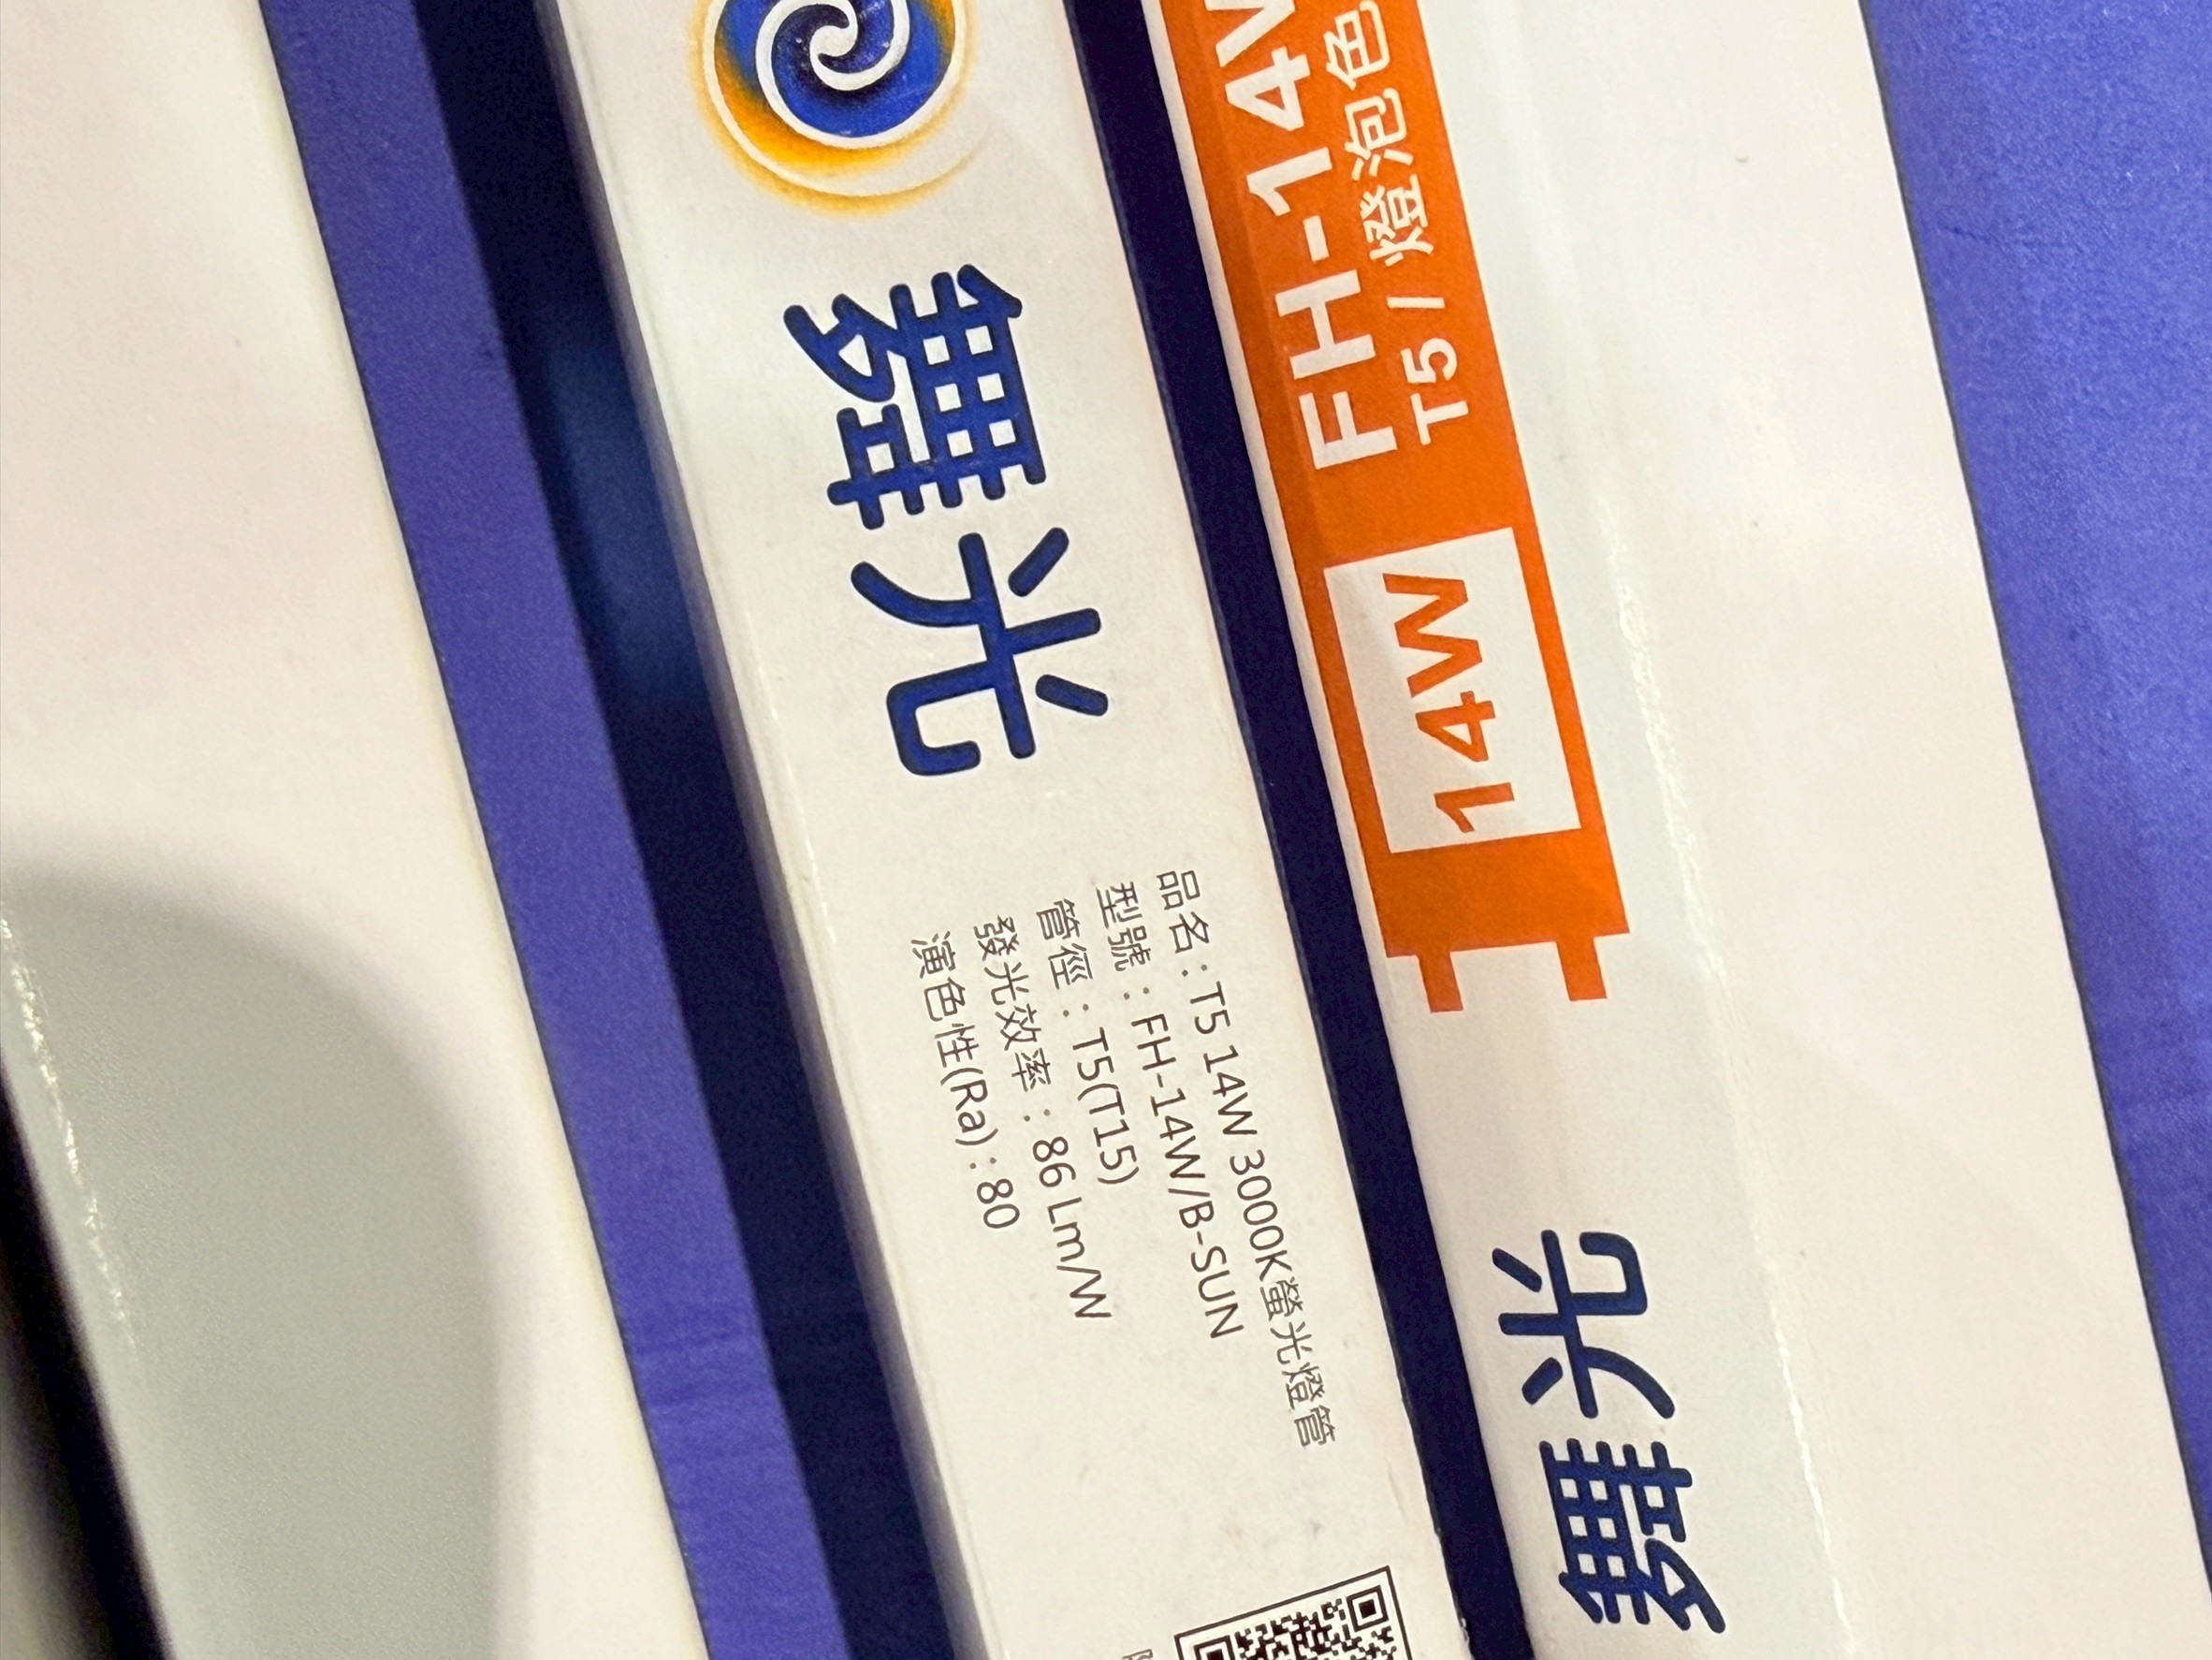 舞光
品名：T5 14W 3000K螢光燈管
型號：FH-14W/B-SUN
管徑：T5(T15)
發光效率：86 Lm/W
演色性(Ra)：80
舞光
14W
FH-14W
T5 / 燈泡色